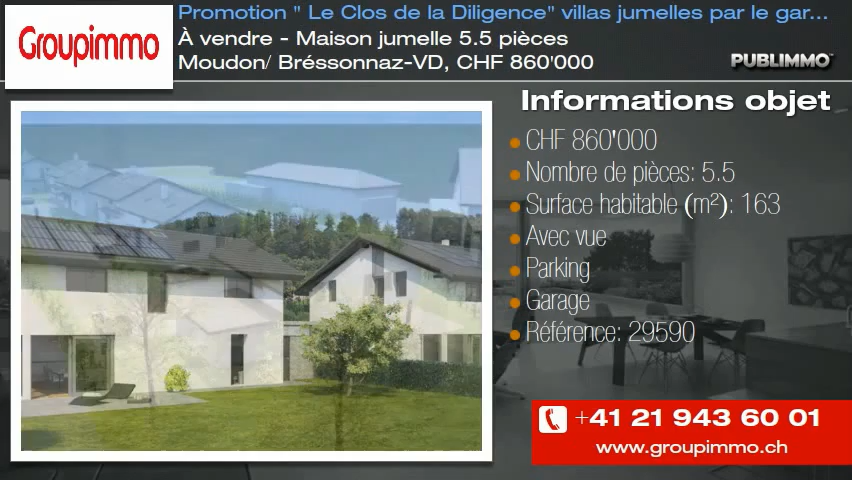 Groupimmo
Promotion " Le Clos de la Diligence" villas jumelles par le gar...
À vendre - Maison jumelle 5.5 pièces
Moudon/ Bréssonnaz-VD, CHF 860'000
PUBLIMMO
Informations objet
CHF 860'000
Nombre de pièces: 5.5
Surface habitable (m²): 163
Avec vue
Parking
Garage
Référence: 29590
+41 21 943 60 01
www.groupimmo.ch